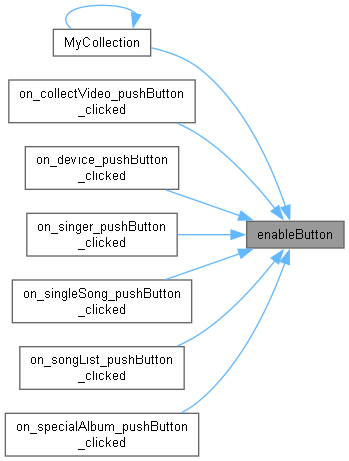 MyCollection
on_collectVideo_pushButton
_clicked
on_device_pushButton
_clicked
on_singer_pushButton
_clicked
enableButton
on_singleSong_pushButton
_clicked
on_songList_pushButton
_clicked
on_specialAlbum_pushButton
_clicked